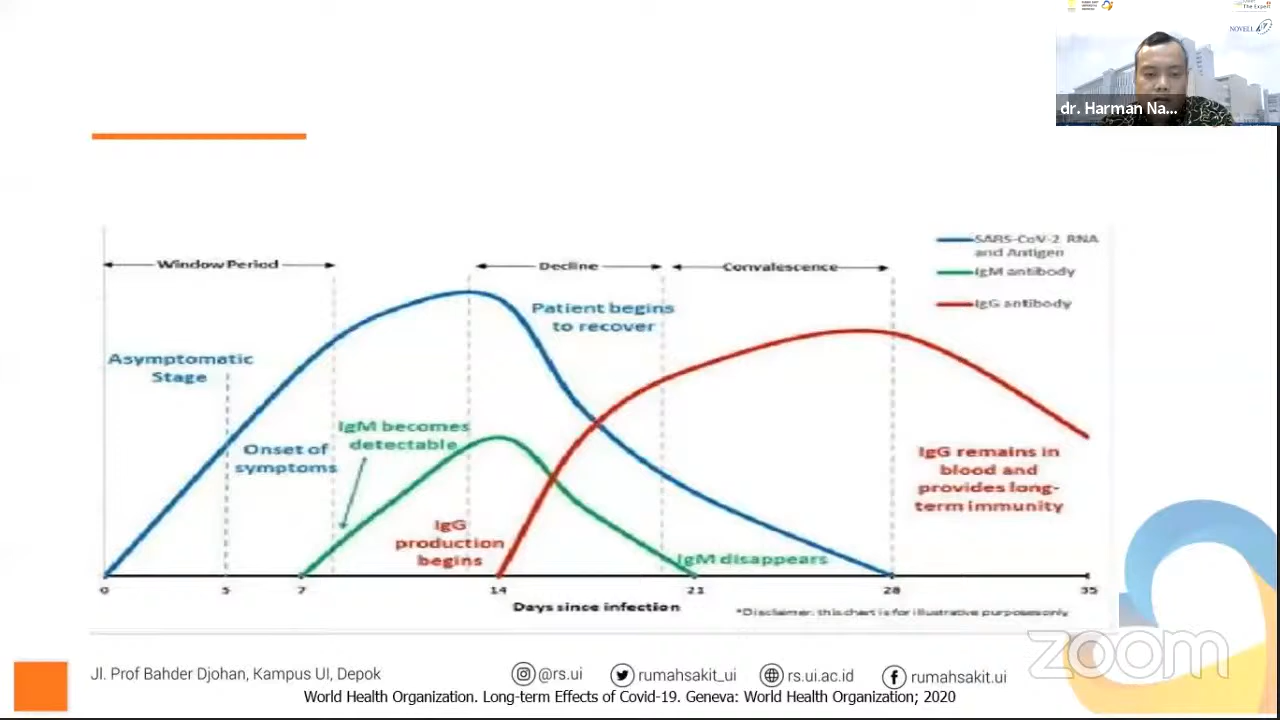 The Expert
NOVELL
dr. Harman Na...
SARS-CoV-2 RNA
and Antigen
IgM antibody
IgG antibody
Window Period
Decline
Convalescence
Patient begins
to recover
Asymptomatic
Stage
IgM becomes
detectable
Onset of
symptoms
IgG remains in
blood and
provides long-
term immunity
IgG
production
begins
IgM disappears
0 5 7 14 21 28 35
Days since infection
*Disclaimer: this chart is for illustrative purposes only
zoom
Jl. Prof Bahder Djohan, Kampus UI, Depok
@rs.ui
rumahsakit_ui
rs.ui.ac.id
rumahsakit.ui
World Health Organization. Long-term Effects of Covid-19. Geneva: World Health Organization; 2020